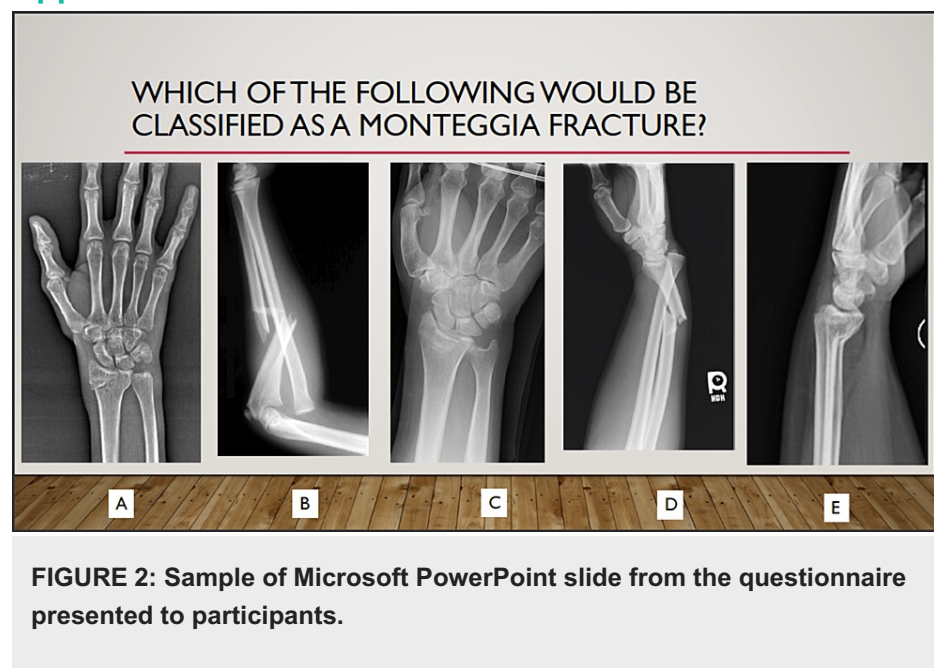 WHICH OF THE FOLLOWING WOULD BE
CLASSIFIED AS A MONTEGGIA FRACTURE?
R
A
B
C
D
E
FIGURE 2: Sample of Microsoft PowerPoint slide from the questionnaire
presented to participants.